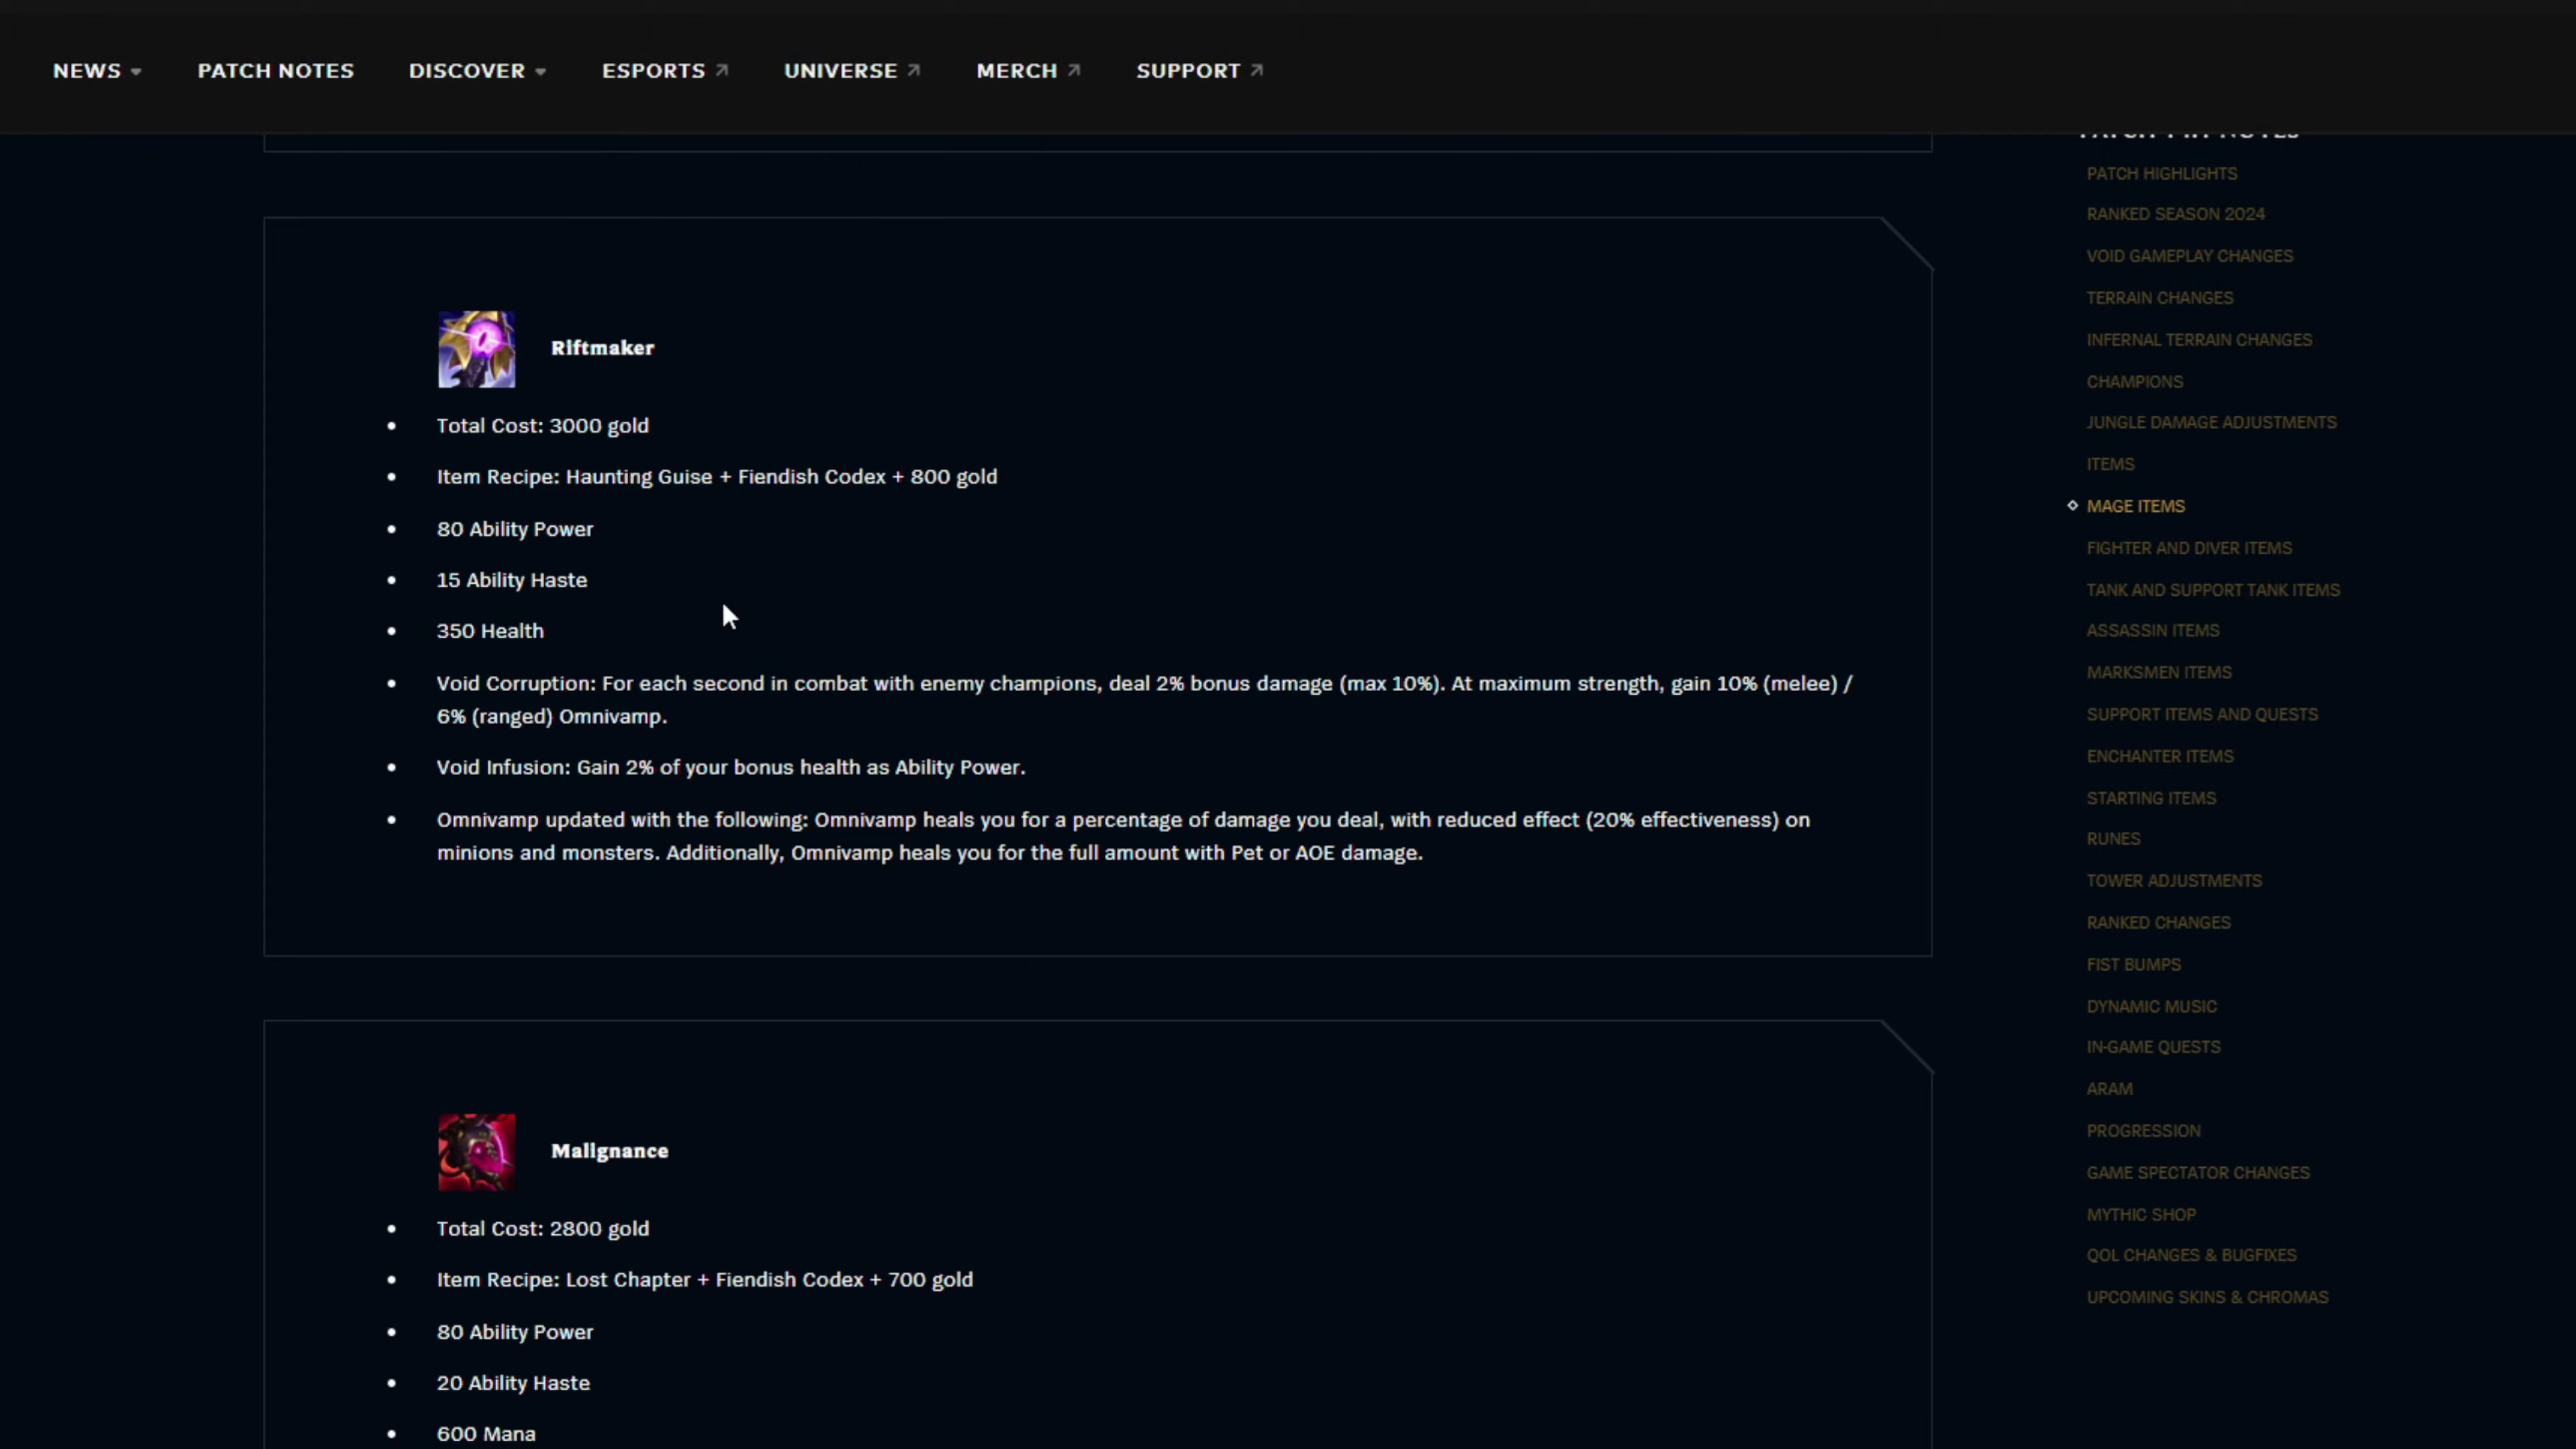 NEWS
PATCH NOTES
DISCOVER
ESPORTS
UNIVERSE
MERCH
SUPPORT
Riftmaker
Total Cost: 3000 gold
Item Recipe: Haunting Guise + Fiendish Codex + 800 gold
80 Ability Power
15 Ability Haste
350 Health
Void Corruption: For each second in combat with enemy champions, deal 2% bonus damage (max 10%). At maximum strength, gain 10% (melee) /
6% (ranged) Omnivamp.
Void Infusion: Gain 2% of your bonus health as Ability Power.
Omnivamp updated with the following: Omnivamp heals you for a percentage of damage you deal, with reduced effect (20% effectiveness) on
minions and monsters. Additionally, Omnivamp heals you for the full amount with Pet or AOE damage.
Malignance
Total Cost: 2800 gold
Item Recipe: Lost Chapter + Fiendish Codex + 700 gold
80 Ability Power
20 Ability Haste
600 Mana
PATCH HIGHLIGHTS
RANKED SEASON 2024
VOID GAMEPLAY CHANGES
TERRAIN CHANGES
INFERNAL TERRAIN CHANGES
CHAMPIONS
JUNGLE DAMAGE ADJUSTMENTS
ITEMS
MAGE ITEMS
FIGHTER AND DIVER ITEMS
TANK AND SUPPORT TANK ITEMS
ASSASSIN ITEMS
MARKSMEN ITEMS
SUPPORT ITEMS AND QUESTS
ENCHANTER ITEMS
STARTING ITEMS
RUNES
TOWER ADJUSTMENTS
RANKED CHANGES
FIST BUMPS
DYNAMIC MUSIC
IN-GAME QUESTS
ARAM
PROGRESSION
GAME SPECTATOR CHANGES
MYTHIC SHOP
QOL CHANGES & BUGFIXES
UPCOMING SKINS & CHROMAS